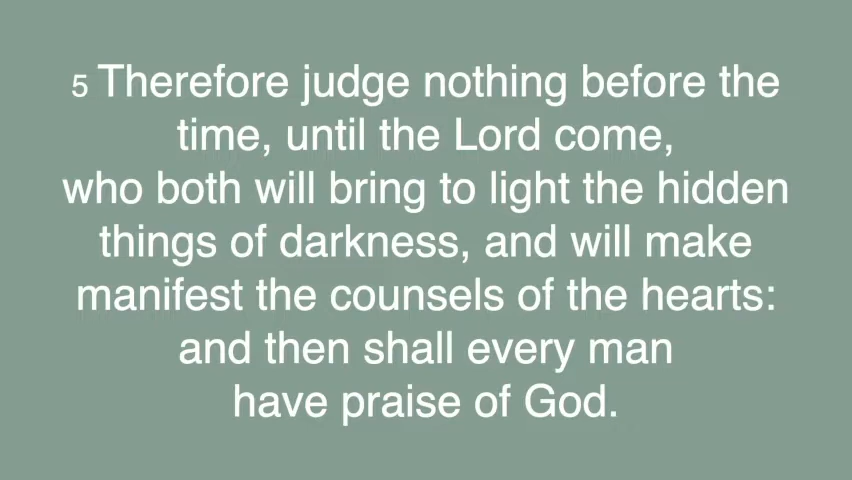 5 Therefore judge nothing before the
time, until the Lord come,
who both will bring to light the hidden
things of darkness, and will make
manifest the counsels of the hearts:
and then shall every man
have praise of God.